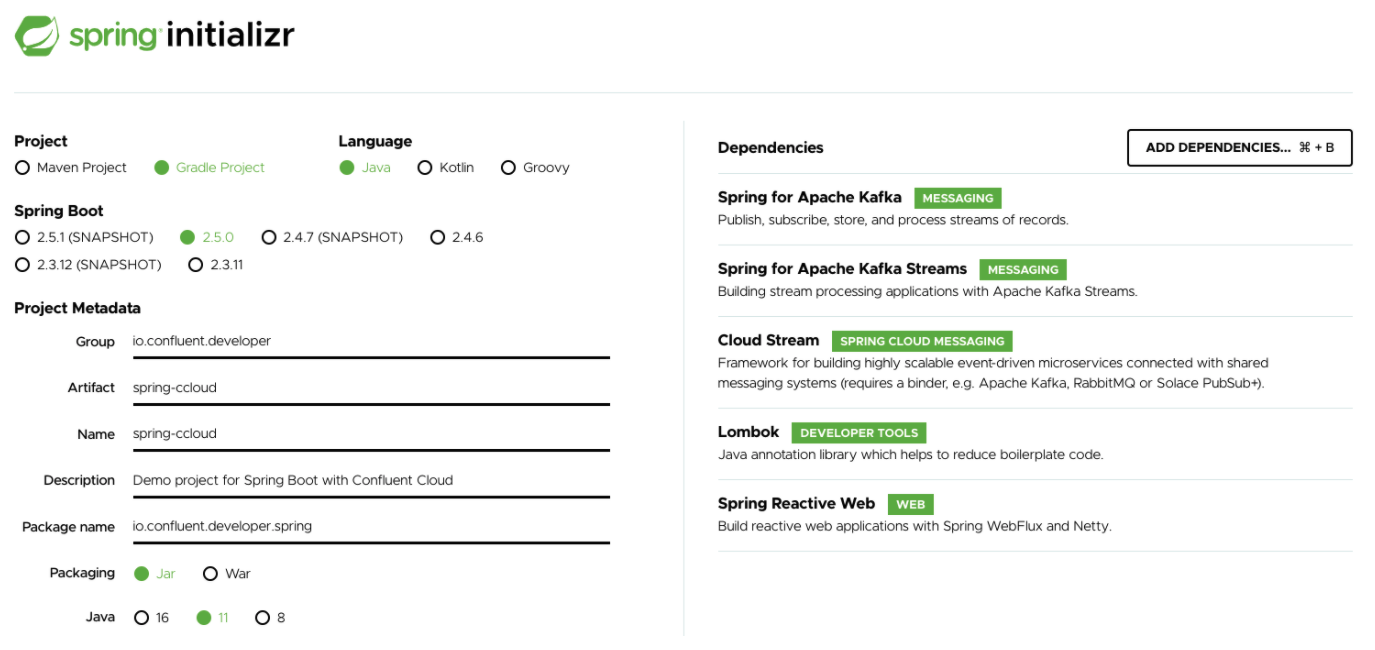 spring initializr
Project
Maven Project Gradle Project
Language
Java Kotlin Groovy
Spring Boot
2.5.1 (SNAPSHOT) 2.5.0 2.4.7 (SNAPSHOT) 2.4.6
2.3.12 (SNAPSHOT) 2.3.11
Project Metadata
Group io.confluent.developer
Artifact spring-ccloud
Name spring-ccloud
Description Demo project for Spring Boot with Confluent Cloud
Package name io.confluent.developer.spring
Packaging Jar War
Java 16 11 8
Dependencies ADD DEPENDENCIES... ⌘ + B
Spring for Apache Kafka MESSAGING
Publish, subscribe, store, and process streams of records.
Spring for Apache Kafka Streams MESSAGING
Building stream processing applications with Apache Kafka Streams.
Cloud Stream SPRING CLOUD MESSAGING
Framework for building highly scalable event-driven microservices connected with shared
messaging systems (requires a binder, e.g. Apache Kafka, RabbitMQ or Solace PubSub+).
Lombok DEVELOPER TOOLS
Java annotation library which helps to reduce boilerplate code.
Spring Reactive Web WEB
Build reactive web applications with Spring WebFlux and Netty.